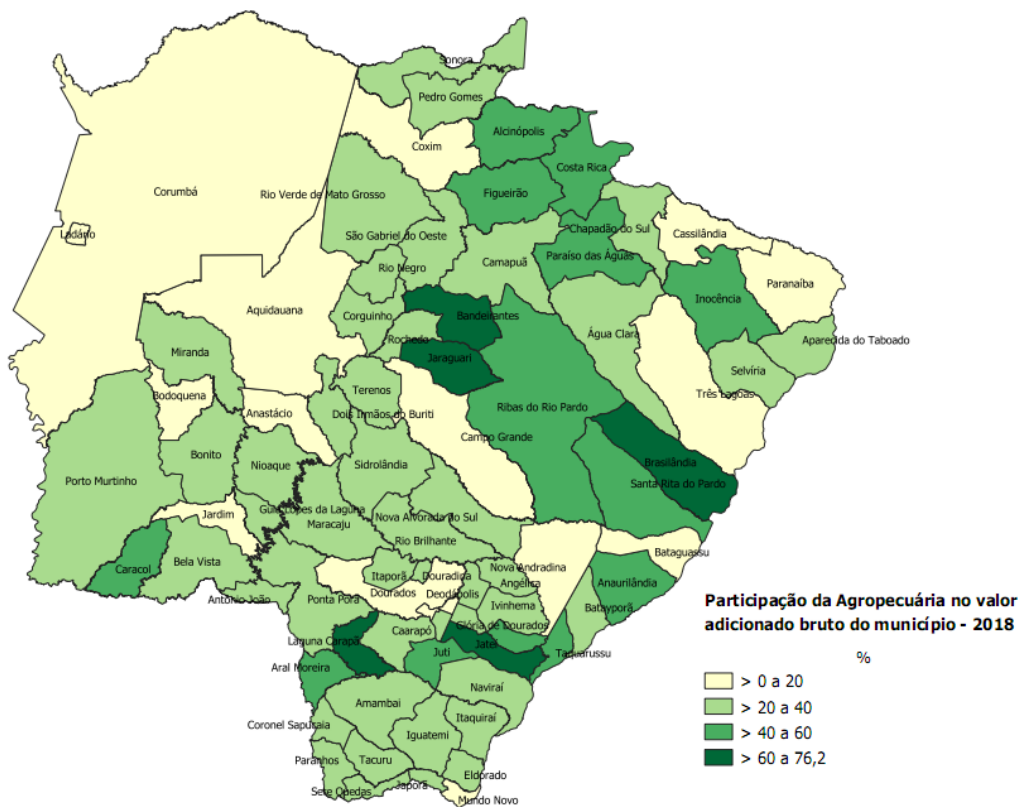 Sonora
Pedro Gomes
Alcinópolis
Coxim
Costa Rica
Corumbá
Rio Verde de Mato Grosso
Figueirão
Ladário
São Gabriel do Oeste
Chapadão do Sul
Cassilândia
Paraíso das Águas
Camapuã
Rio Negro
Paranaíba
Inocência
Aquidauana
Corguinho
Bandeirantes
Água Clara
Rochedo
Aparecida do Taboado
Miranda
Jaraguari
Selvíria
Terenos
Três Lagoas
Bodoquena
Anastácio
Dois Irmãos do Buriti
Ribas do Rio Pardo
Campo Grande
Bonito
Nioaque
Sidrolândia
Brasilândia
Porto Murtinho
Santa Rita do Pardo
Jardim
Guia Lopes da Laguna
Nova Alvorada do Sul
Maracaju
Rio Brilhante
Bataguassu
Caracol
Bela Vista
Nova Andradina
Itaporã
Douradina
Angélica
Anaurilândia
Dourados
Deodápolis
Antônio João
Ponta Porã
Ivinhema
Batayporã
Glória de Dourados
Caarapó
Laguna Carapã
Jateí
Juti
Taquarussu
Aral Moreira
Naviraí
Amambai
Itaquiraí
Coronel Sapucaia
Iguatemi
Paranhos
Tacuru
Eldorado
Sete Quedas
Japorã
Mundo Novo
Participação da Agropecuária no valor
adicionado bruto do município - 2018
%
> 0 a 20
> 20 a 40
> 40 a 60
> 60 a 76,2